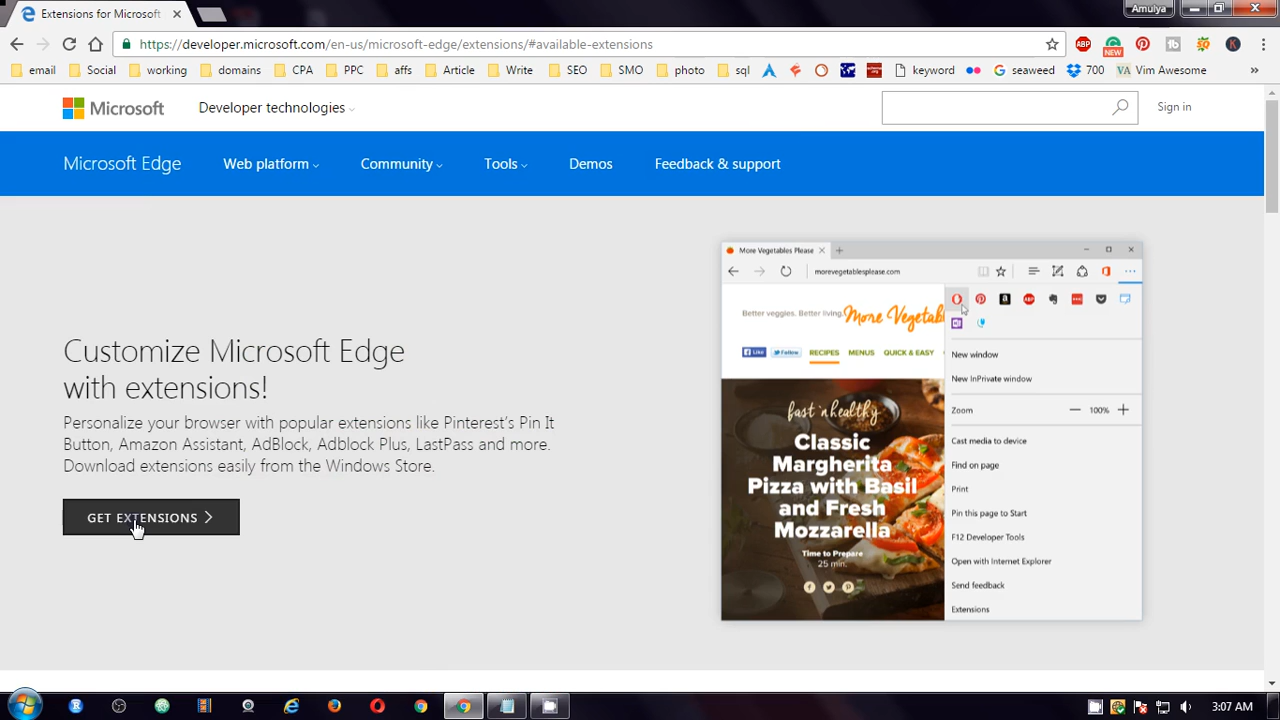 Extensions for Microsoft
Amulya
https://developer.microsoft.com/en-us/microsoft-edge/extensions/#available-extensions
ABP
NEW
K
email
Social
working
domains
CPA
PPC
affs
Article
Write
SEO
SMO
photo
sql
keyword
seaweed
700
VA Vim Awesome
»
Microsoft
Developer technologies
Sign in
Microsoft Edge
Web platform
Community
Tools
Demos
Feedback & support
Customize Microsoft Edge
with extensions!
Personalize your browser with popular extensions like Pinterest's Pin It
Button, Amazon Assistant, AdBlock, Adblock Plus, LastPass and more.
Download extensions easily from the Windows Store.
GET EXTENSIONS
More Vegetables Please
morevegetablesplease.com
Better veggies. Better living.
More Vegetab
Like
Follow
RECIPES
MENUS
QUICK & EASY
fast 'n healthy
Classic
Margherita
Pizza with Basil
and Fresh
Mozzarella
Time to Prepare
25 min.
ABP
New window
New InPrivate window
Zoom
100%
Cast media to device
Find on page
Print
Pin this page to Start
F12 Developer Tools
Open with Internet Explorer
Send feedback
Extensions
3:07 AM